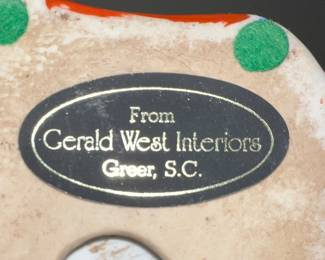 From
Gerald West Interiors
Greer, S.C.